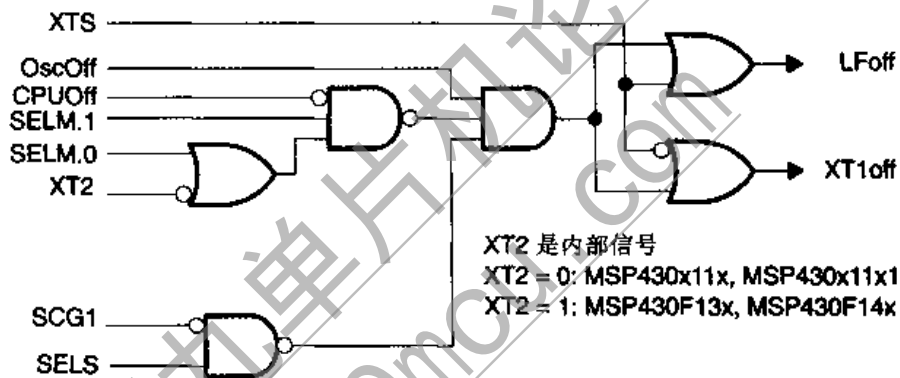 XTS
OscOff
CPUOff
SELM.1
SELM.0
XT2
SCG1
SELS
LFoff
XT1off
XT2 是内部信号
XT2 = 0: MSP430x11x, MSP430x11x1
XT2 = 1: MSP430F13x, MSP430F14x